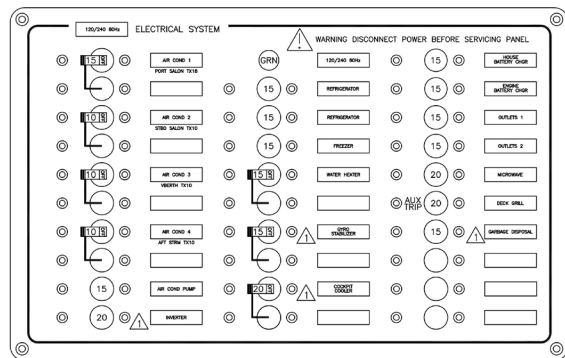 120/240 60Hz ELECTRICAL SYSTEM
WARNING DISCONNECT POWER BEFORE SERVICING PANEL
15 AIR COND 1
PORT SALON TX16
10 AIR COND 2
STBD SALON TX10
10 AIR COND 3
VBERTH TX10
10 AIR COND 4
AFT STRM TX10
15 AIR COND PUMP
20 1 INVERTER
GRN 120/240 60Hz
15 REFRIGERATOR
15 REFRIGERATOR
15 FREEZER
15 WATER HEATER
15 1 GYRO
STABILIZER
20 1 COCKPIT
COOLER
15 HOUSE
BATTERY CHGR
15 ENGINE
BATTERY CHGR
15 OUTLETS 1
15 OUTLETS 2
20 MICROWAVE
AUX
TRIP 20 DECK GRILL
15 1 GARBAGE DISPOSAL